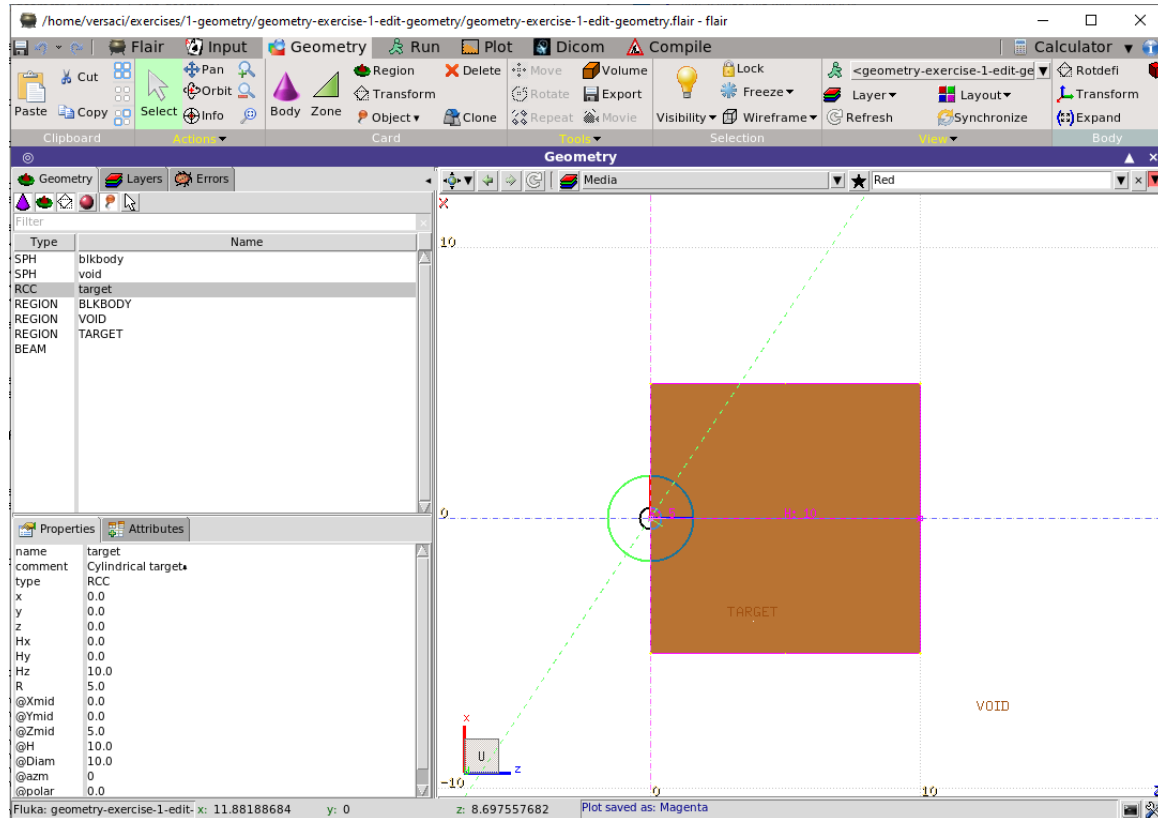 /home/versaci/exercises/1-geometry/geometry-exercise-1-edit-geometry/geometry-exercise-1-edit-geometry.flair - flair
Flair Input Geometry Run Plot Dicom Compile Calculator
Paste Cut Copy Select Pan Orbit Info Body Zone Region Transform Object Delete Clone Move Rotate Repeat Volume Export Movie Visibility Lock Freeze Wireframe <geometry-exercise-1-edit-ge Layer Refresh Layout Synchronize Rotdefi Transform Expand
Clipboard Actions Card Tools Selection View Body
Geometry
Geometry Layers Errors
Media Red
Filter
Type Name
SPH blkbody
SPH void
RCC target
REGION BLKBODY
REGION VOID
REGION TARGET
BEAM
Properties Attributes
name target
comment Cylindrical target
type RCC
x 0.0
y 0.0
z 0.0
Hx 0.0
Hy 0.0
Hz 10.0
R 5.0
@Xmid 0.0
@Ymid 0.0
@Zmid 5.0
@H 10.0
@Diam 10.0
@azm 0
@polar 0.0
x
10
0
H: 10
TARGET
VOID
x
U
z
-10
0
10
Fluka: geometry-exercise-1-edit- x: 11.88188684 y: 0 z: 8.697557682 Plot saved as: Magenta